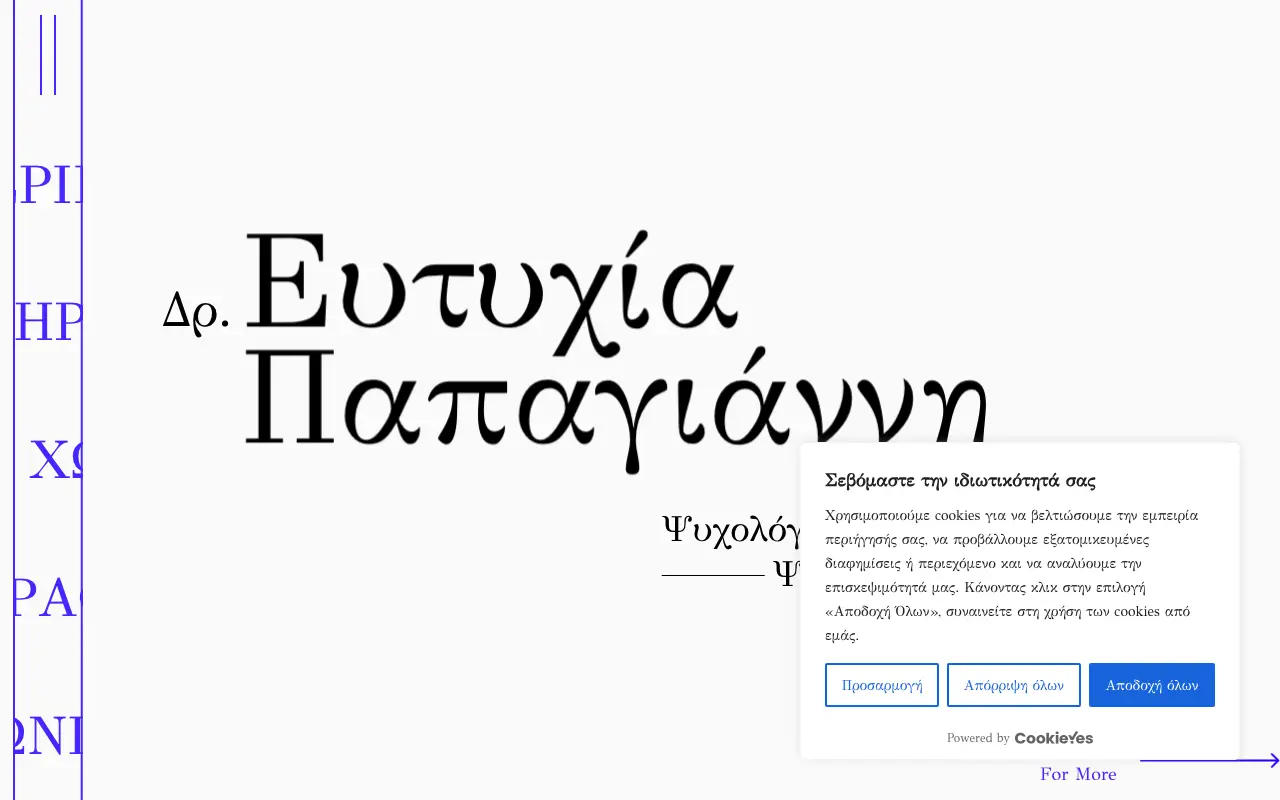 Δρ. Ευτυχία
Παπαγιάννη
Σεβόμαστε την ιδιωτικότητά σας
Χρησιμοποιούμε cookies για να βελτιώσουμε την εμπειρία
περιήγησής σας, να προβάλλουμε εξατομικευμένες
διαφημίσεις ή περιεχόμενο και να αναλύουμε την
επισκεψιμότητά μας. Κάνοντας κλικ στην επιλογή
«Αποδοχή Όλων», συναινείτε στη χρήση των cookies από
εμάς.
Προσαρμογή
Απόρριψη όλων
Αποδοχή όλων
Powered by CookieYes
For More